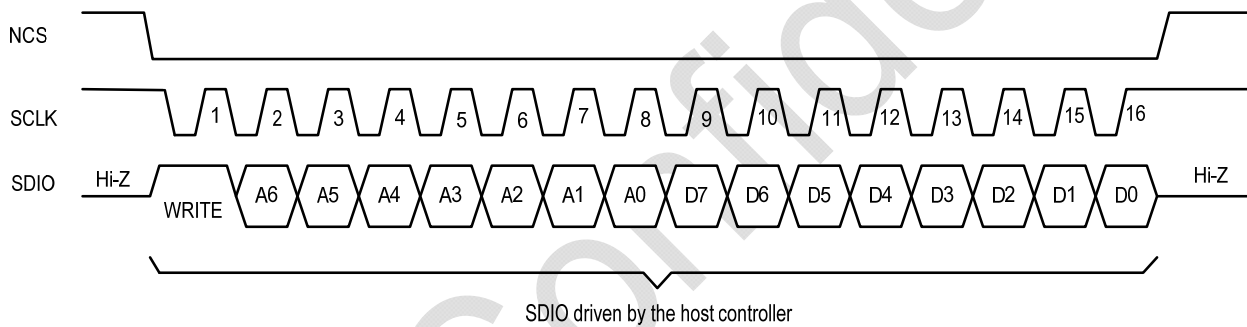 NCS
SCLK 1 2 3 4 5 6 7 8 9 10 11 12 13 14 15 16
SDIO Hi-Z WRITE A6 A5 A4 A3 A2 A1 A0 D7 D6 D5 D4 D3 D2 D1 D0 Hi-Z
SDIO driven by the host controller